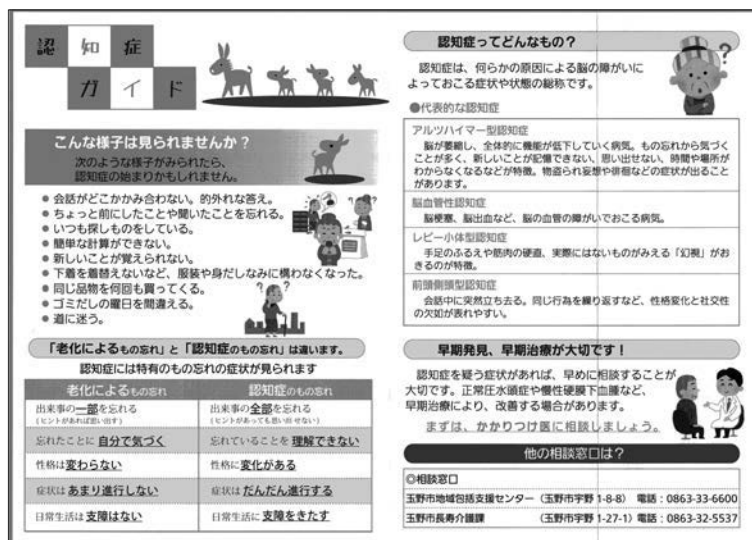 認知症
ガイド
こんな様子は見られませんか?
次のような様子がみられたら、
認知症の始まりかもしれません。
● 会話がどこかかみ合わない。的外れな答え。
● ちょっと前にしたことや聞いたことを忘れる。
● いつも探しものをしている。
● 簡単な計算ができない。
● 新しいことが覚えられない。
● 下着を着替えないなど、服装や身だしなみに構わなくなった。
● 同じ品物を何回も買ってくる。
● ゴミだしの曜日を間違える。
● 道に迷う。
「老化によるもの忘れ」と「認知症のもの忘れ」は違います。
認知症には特有のもの忘れの症状が見られます
老化によるもの忘れ 認知症のもの忘れ
出来事の一部を忘れる 出来事の全部を忘れる
(ヒントがあれば思い出す) (ヒントがあっても思い出せない)
忘れたことに自分で気づく 忘れていることを理解できない
性格は変わらない 性格に変化がある
症状はあまり進行しない 症状はだんだん進行する
日常生活は支障はない 日常生活に支障をきたす
認知症ってどんなもの?
認知症は、何らかの原因による脳の障がいに
よっておこる症状や状態の総称です。
●代表的な認知症
アルツハイマー型認知症
脳が萎縮し、全体的に機能が低下していく病気。もの忘れから気づく
ことが多く、新しいことが記憶できない、思い出せない、時間や場所が
わからなくなるなどが特徴。物盗られ妄想や徘徊などの症状が出ること
があります。
脳血管性認知症
脳梗塞、脳出血など、脳の血管の障がいでおこる病気。
レビー小体型認知症
手足のふるえや筋肉の硬直、実際にはないものがみえる「幻視」がお
きるのが特徴。
前頭側頭型認知症
会話中に突然立ち去る。同じ行為を繰り返すなど、性格変化と社交性
の欠如が表れやすい。
早期発見、早期治療が大切です!
認知症を疑う症状があれば、早めに相談することが
大切です。正常圧水頭症や慢性硬膜下血腫など、
早期治療により、改善する場合があります。
まずは、かかりつけ医に相談しましょう。
他の相談窓口は?
◎相談窓口
玉野市地域包括支援センター(玉野市宇野 1-8-8) 電話:0863-33-6600
玉野市長寿介護課 (玉野市宇野 1-27-1) 電話:0863-32-5537